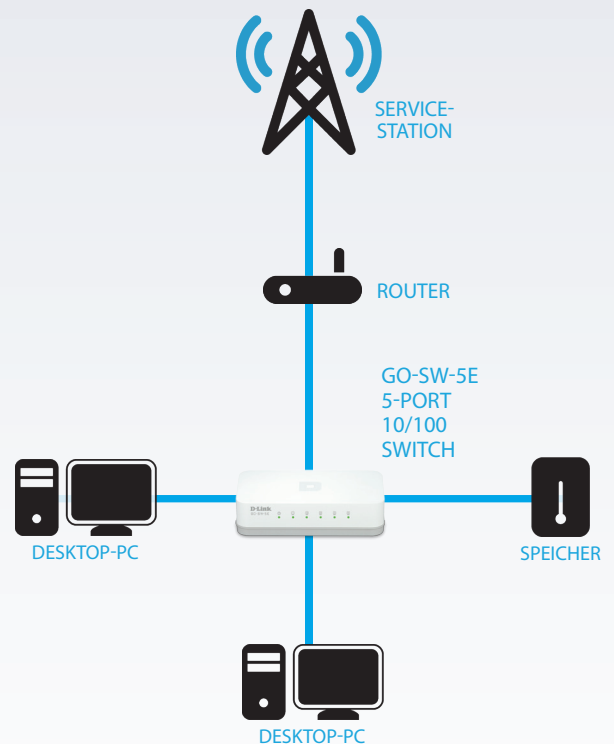 SERVICE-
STATION
ROUTER
GO-SW-5E
5-PORT
10/100
SWITCH
D-Link
DESKTOP-PC
SPEICHER
DESKTOP-PC